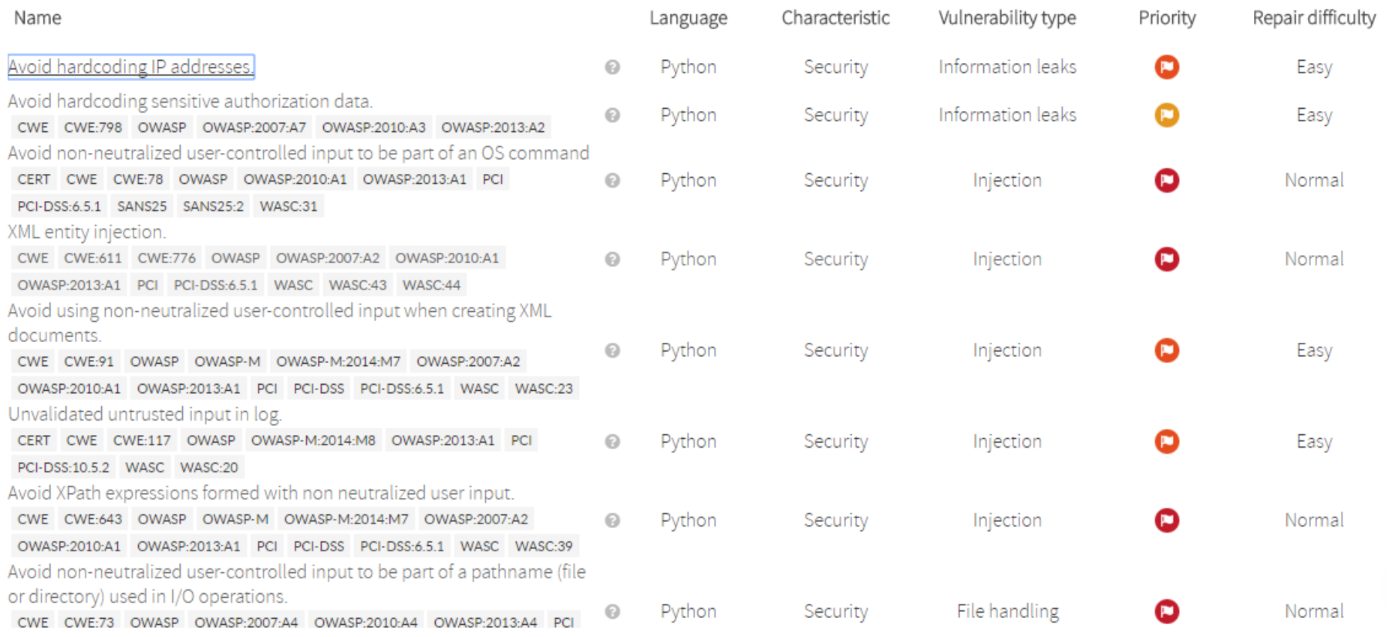 Name Language Characteristic Vulnerability type Priority Repair difficulty
Avoid hardcoding IP addresses. ? Python Security Information leaks Easy
Avoid hardcoding sensitive authorization data.
? Python Security Information leaks Easy
CWE CWE:798 OWASP OWASP:2007:A7 OWASP:2010:A3 OWASP:2013:A2
Avoid non-neutralized user-controlled input to be part of an OS command
CERT CWE CWE:78 OWASP OWASP:2010:A1 OWASP:2013:A1 PCI ? Python Security Injection Normal
PCI-DSS:6.5.1 SANS25 SANS25:2 WASC:31
XML entity injection.
CWE CWE:611 CWE:776 OWASP OWASP:2007:A2 OWASP:2010:A1 ? Python Security Injection Normal
OWASP:2013:A1 PCI PCI-DSS:6.5.1 WASC WASC:43 WASC:44
Avoid using non-neutralized user-controlled input when creating XML
documents.
? Python Security Injection Easy
CWE CWE:91 OWASP OWASP-M OWASP-M:2014:M7 OWASP:2007:A2
OWASP:2010:A1 OWASP:2013:A1 PCI PCI-DSS PCI-DSS:6.5.1 WASC WASC:23
Unvalidated untrusted input in log.
CERT CWE CWE:117 OWASP OWASP-M:2014:M8 OWASP:2013:A1 PCI ? Python Security Injection Easy
PCI-DSS:10.5.2 WASC WASC:20
Avoid XPath expressions formed with non neutralized user input.
CWE CWE:643 OWASP OWASP-M OWASP-M:2014:M7 OWASP:2007:A2 ? Python Security Injection Normal
OWASP:2010:A1 OWASP:2013:A1 PCI PCI-DSS PCI-DSS:6.5.1 WASC WASC:39
Avoid non-neutralized user-controlled input to be part of a pathname (file
or directory) used in I/O operations.
? Python Security File handling Normal
CWE CWE:73 OWASP OWASP:2007:A4 OWASP:2010:A4 OWASP:2013:A4 PCI